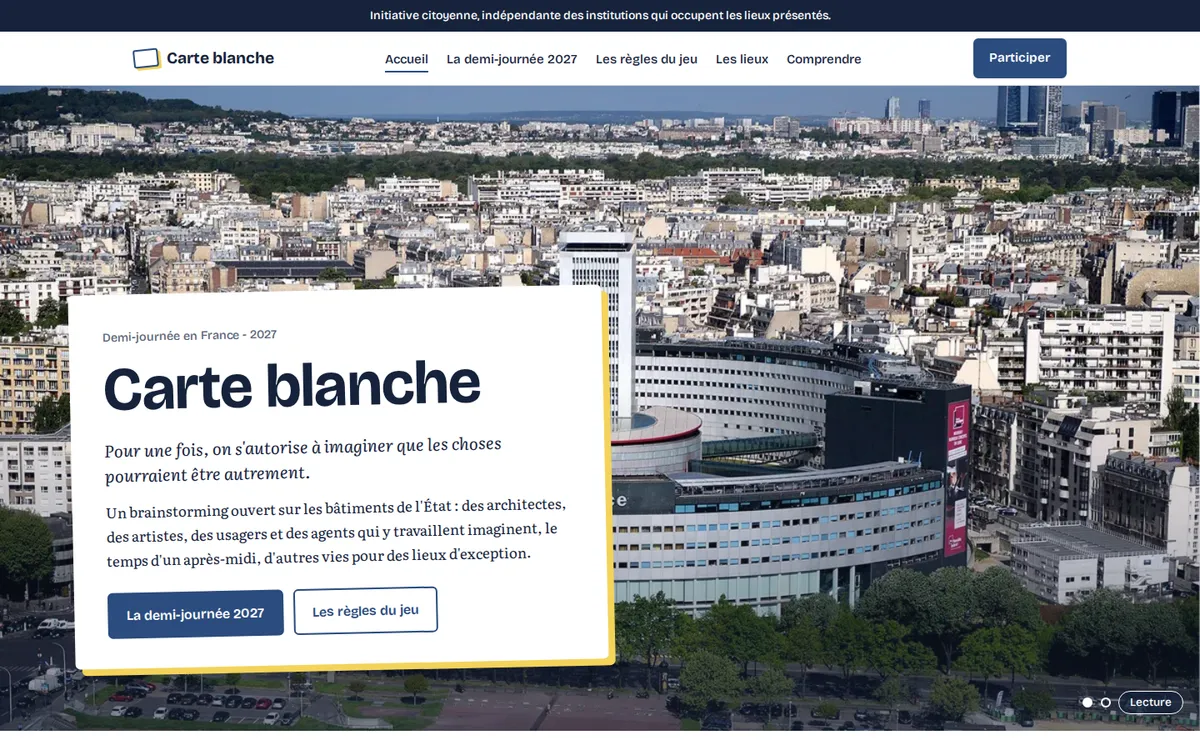 Initiative citoyenne, indépendante des institutions qui occupent les lieux présentés.
Carte blanche
Accueil
La demi-journée 2027
Les règles du jeu
Les lieux
Comprendre
Participer
Demi-journée en France - 2027
Carte blanche
Pour une fois, on s'autorise à imaginer que les choses
pourraient être autrement.
Un brainstorming ouvert sur les bâtiments de l'État : des architectes,
des artistes, des usagers et des agents qui y travaillent imaginent, le
temps d'un après-midi, d'autres vies pour des lieux d'exception.
La demi-journée 2027
Les règles du jeu
Lecture